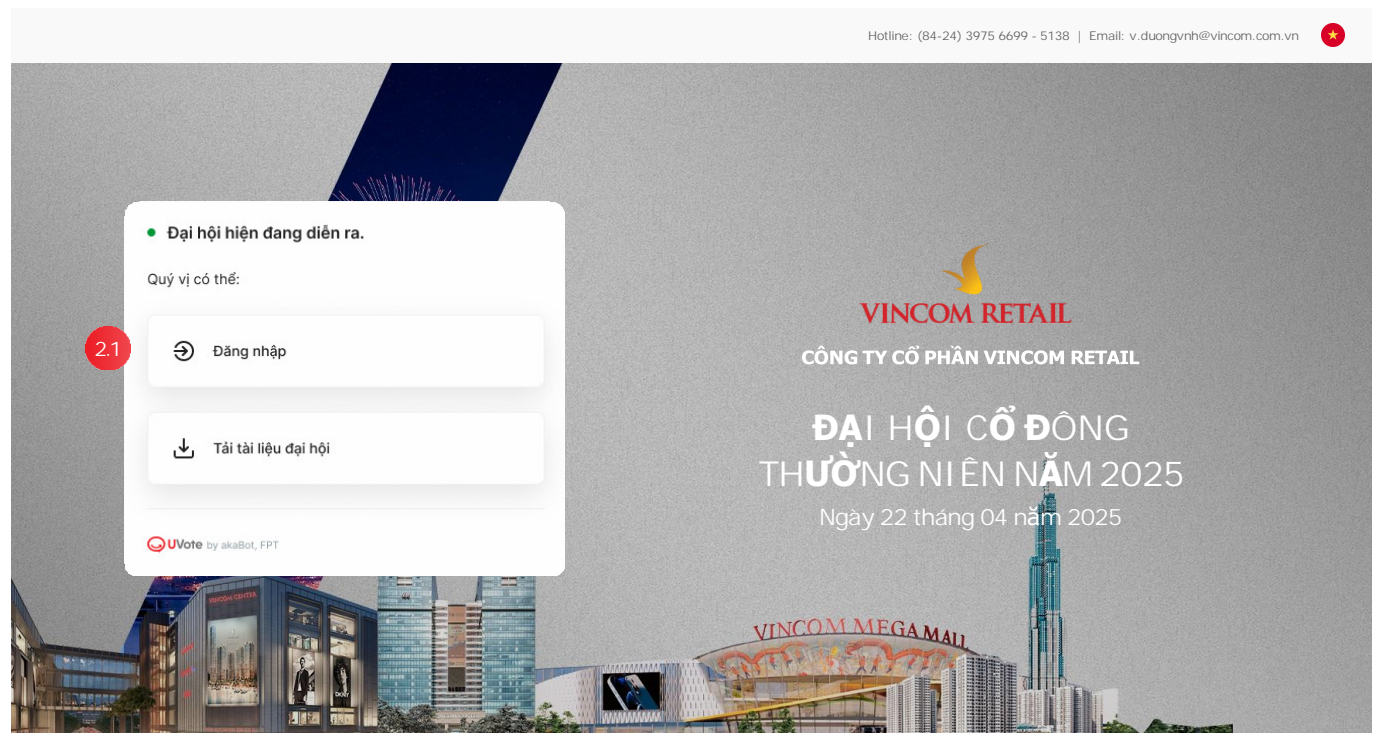 Hotline: (84-24) 3975 6699 - 5138 | Email: v.duongvnh@vincom.com.vn
Đại hội hiện đang diễn ra.
Quý vị có thể:
2.1
Đăng nhập
Tải tài liệu đại hội
UVote by akaBot, FPT
VINCOM RETAIL
CÔNG TY CỔ PHẦN VINCOM RETAIL
ĐẠI HỘI CỔ ĐÔNG
THƯỜNG NIÊN NĂM 2025
Ngày 22 tháng 04 năm 2025
VINCOM CENTER
VINCOM MEGA MALL
DKNY